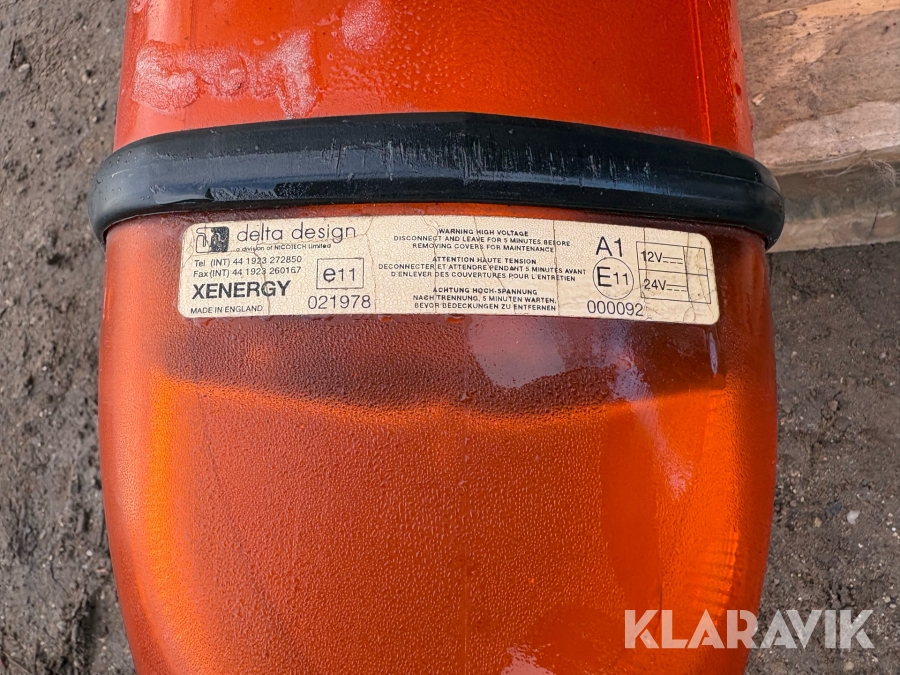 delta design
a division of NICOTECH Limited
Tel (INT) 44 1923 272850
Fax (INT) 44 1923 260167
XENERGY
MADE IN ENGLAND
e11
021978
WARNING HIGH VOLTAGE
DISCONNECT AND LEAVE FOR 5 MINUTES BEFORE
REMOVING COVERS FOR MAINTENANCE
ATTENTION HAUTE TENSION
DECONNECTER ET ATTENDRE PENDANT 5 MINUTES AVANT
D'ENLEVER DES COUVERTURES POUR L'ENTRETIEN
ACHTUNG HOCH-SPANNUNG
NACH TRENNUNG, 5 MINUTEN WARTEN,
BEVOR BEDECKUNGEN ZU ENTFERNEN
A1
E11
000092
12V
24V
KLARAVIK